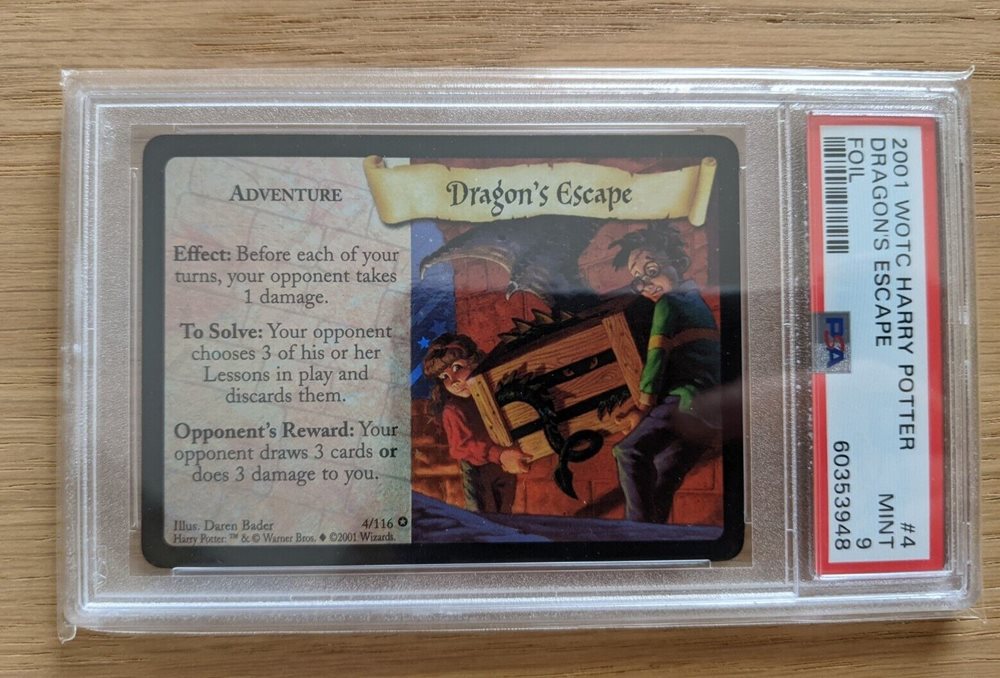 Dragon's Escape
ADVENTURE
Effect: Before each of your
turns, your opponent takes
1 damage.
To Solve: Your opponent
chooses 3 of his or her
Lessons in play and
discards them.
Opponent's Reward: Your
opponent draws 3 cards or
does 3 damage to you.
Illus. Daren Bader 4/116
Harry Potter: ™ & © Warner Bros. ♦ ©2001 Wizards.
2001 WOTC HARRY POTTER #4
DRAGON'S ESCAPE MINT
FOIL 9
60353948
PSA